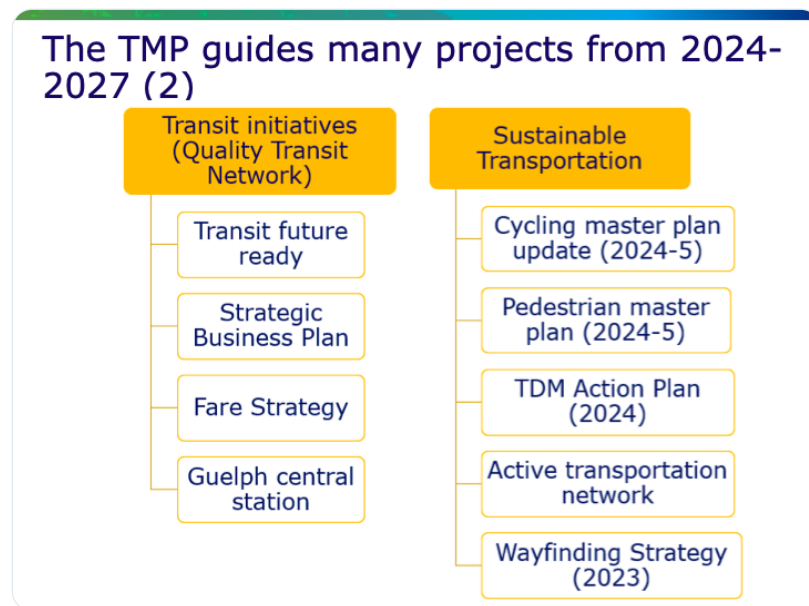 The TMP guides many projects from 2024-
2027 (2)
Transit initiatives
(Quality Transit
Network)
Transit future
ready
Strategic
Business Plan
Fare Strategy
Guelph central
station
Sustainable
Transportation
Cycling master plan
update (2024-5)
Pedestrian master
plan (2024-5)
TDM Action Plan
(2024)
Active transportation
network
Wayfinding Strategy
(2023)